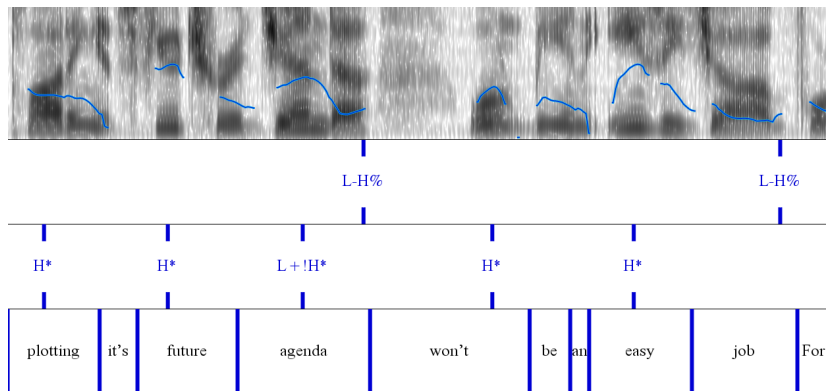 L-H% L-H%
H* H* L+!H* H* H*
plotting it's future agenda won't be an easy job For